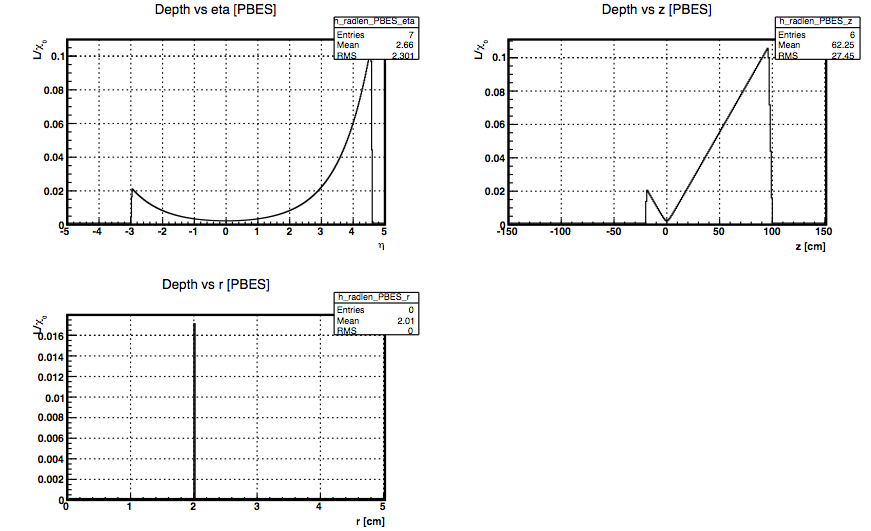 Depth vs eta [PBES]
h_radlen_PBES_eta
Entries 7
Mean 2.66
RMS 2.301
L/χ₀
0.1
0.08
0.06
0.04
0.02
0
-5 -4 -3 -2 -1 0 1 2 3 4 5
η
Depth vs z [PBES]
h_radlen_PBES_z
Entries 6
Mean 62.25
RMS 27.45
L/χ₀
0.1
0.08
0.06
0.04
0.02
0
-150 -100 -50 0 50 100 150
z [cm]
Depth vs r [PBES]
h_radlen_PBES_r
Entries 0
Mean 2.01
RMS 0
L/χ₀
0.016
0.014
0.012
0.01
0.008
0.006
0.004
0.002
0
0 1 2 3 4 5
r [cm]